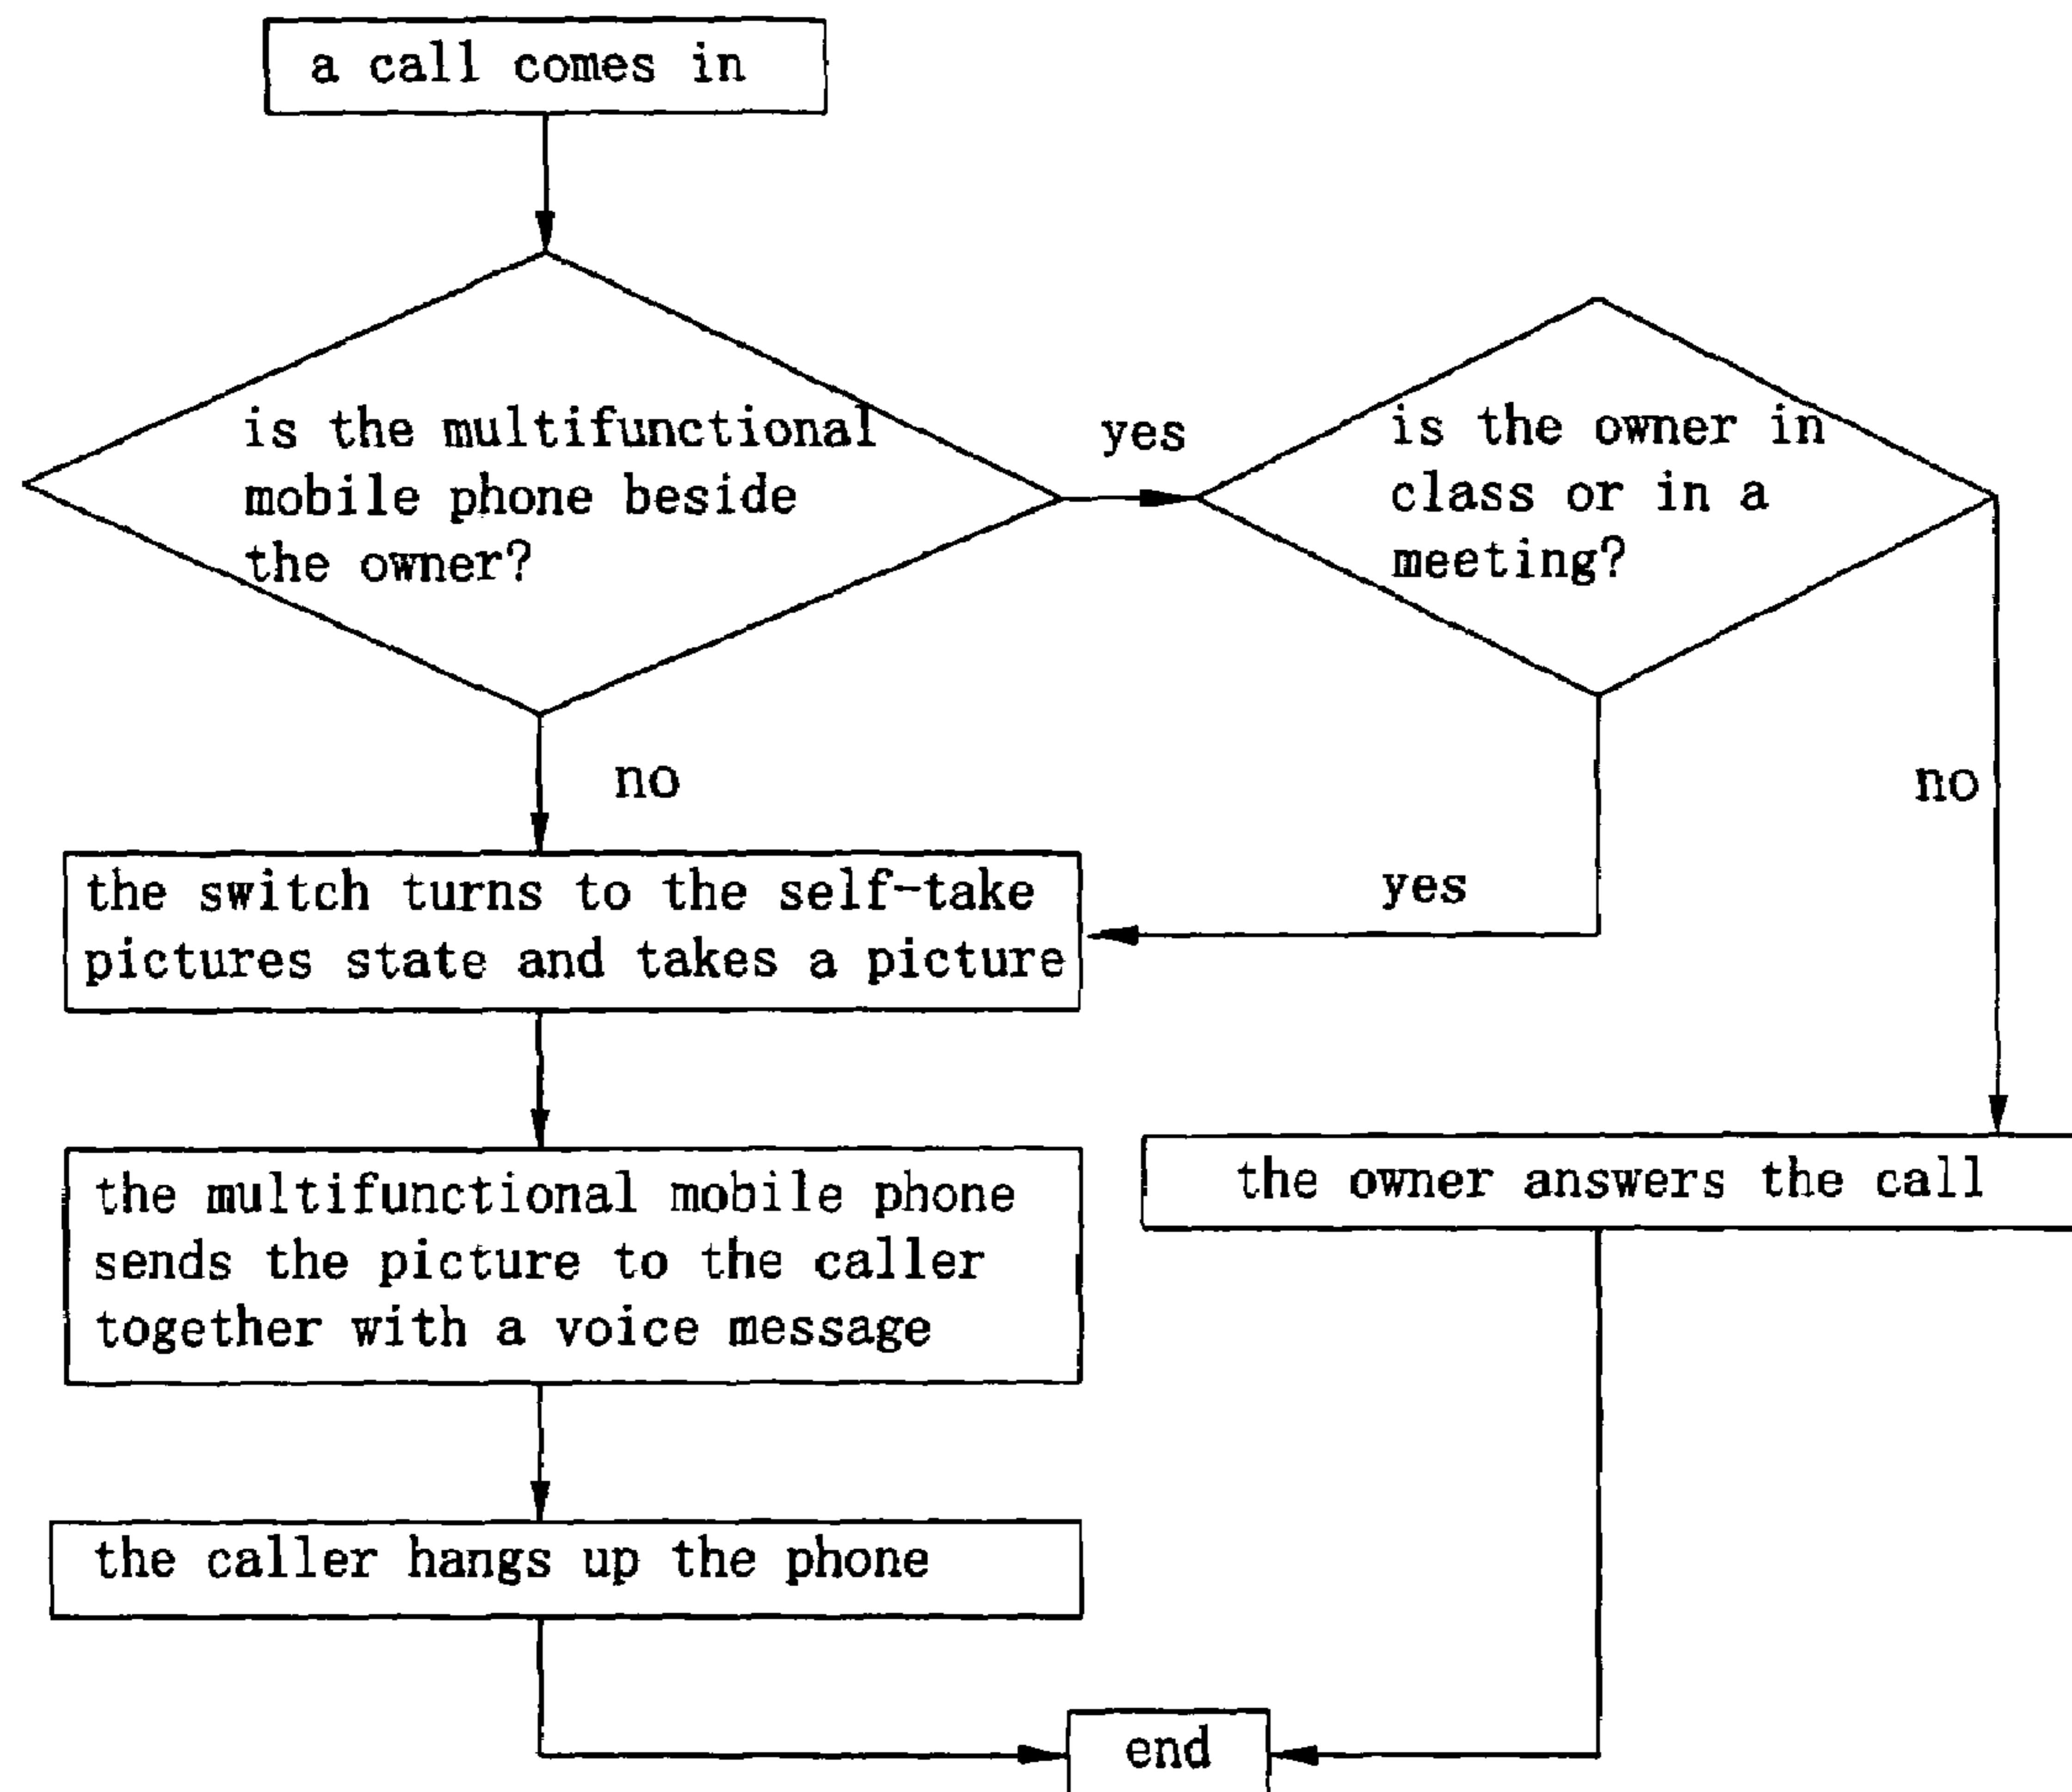 a call comes in
is the multifunctional
mobile phone beside
the owner?
yes
is the owner in
class or in a
meeting?
no
no
the switch turns to the self-take
pictures state and takes a picture
yes
the multifunctional mobile phone
sends the picture to the caller
together with a voice message
the owner answers the call
the caller hangs up the phone
end